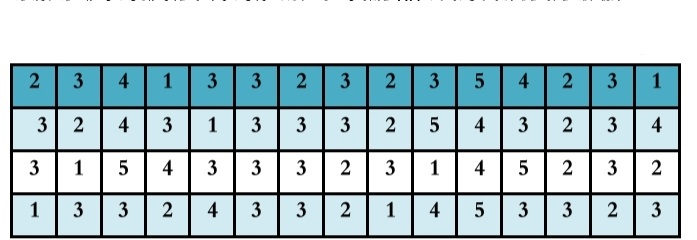 2 3 4 1 3 3 2 3 2 3 5 4 2 3 1
3 2 4 3 1 3 3 3 2 5 4 3 2 3 4
3 1 5 4 3 3 3 2 3 1 4 5 2 3 2
1 3 3 2 4 3 3 2 1 4 5 3 3 2 3